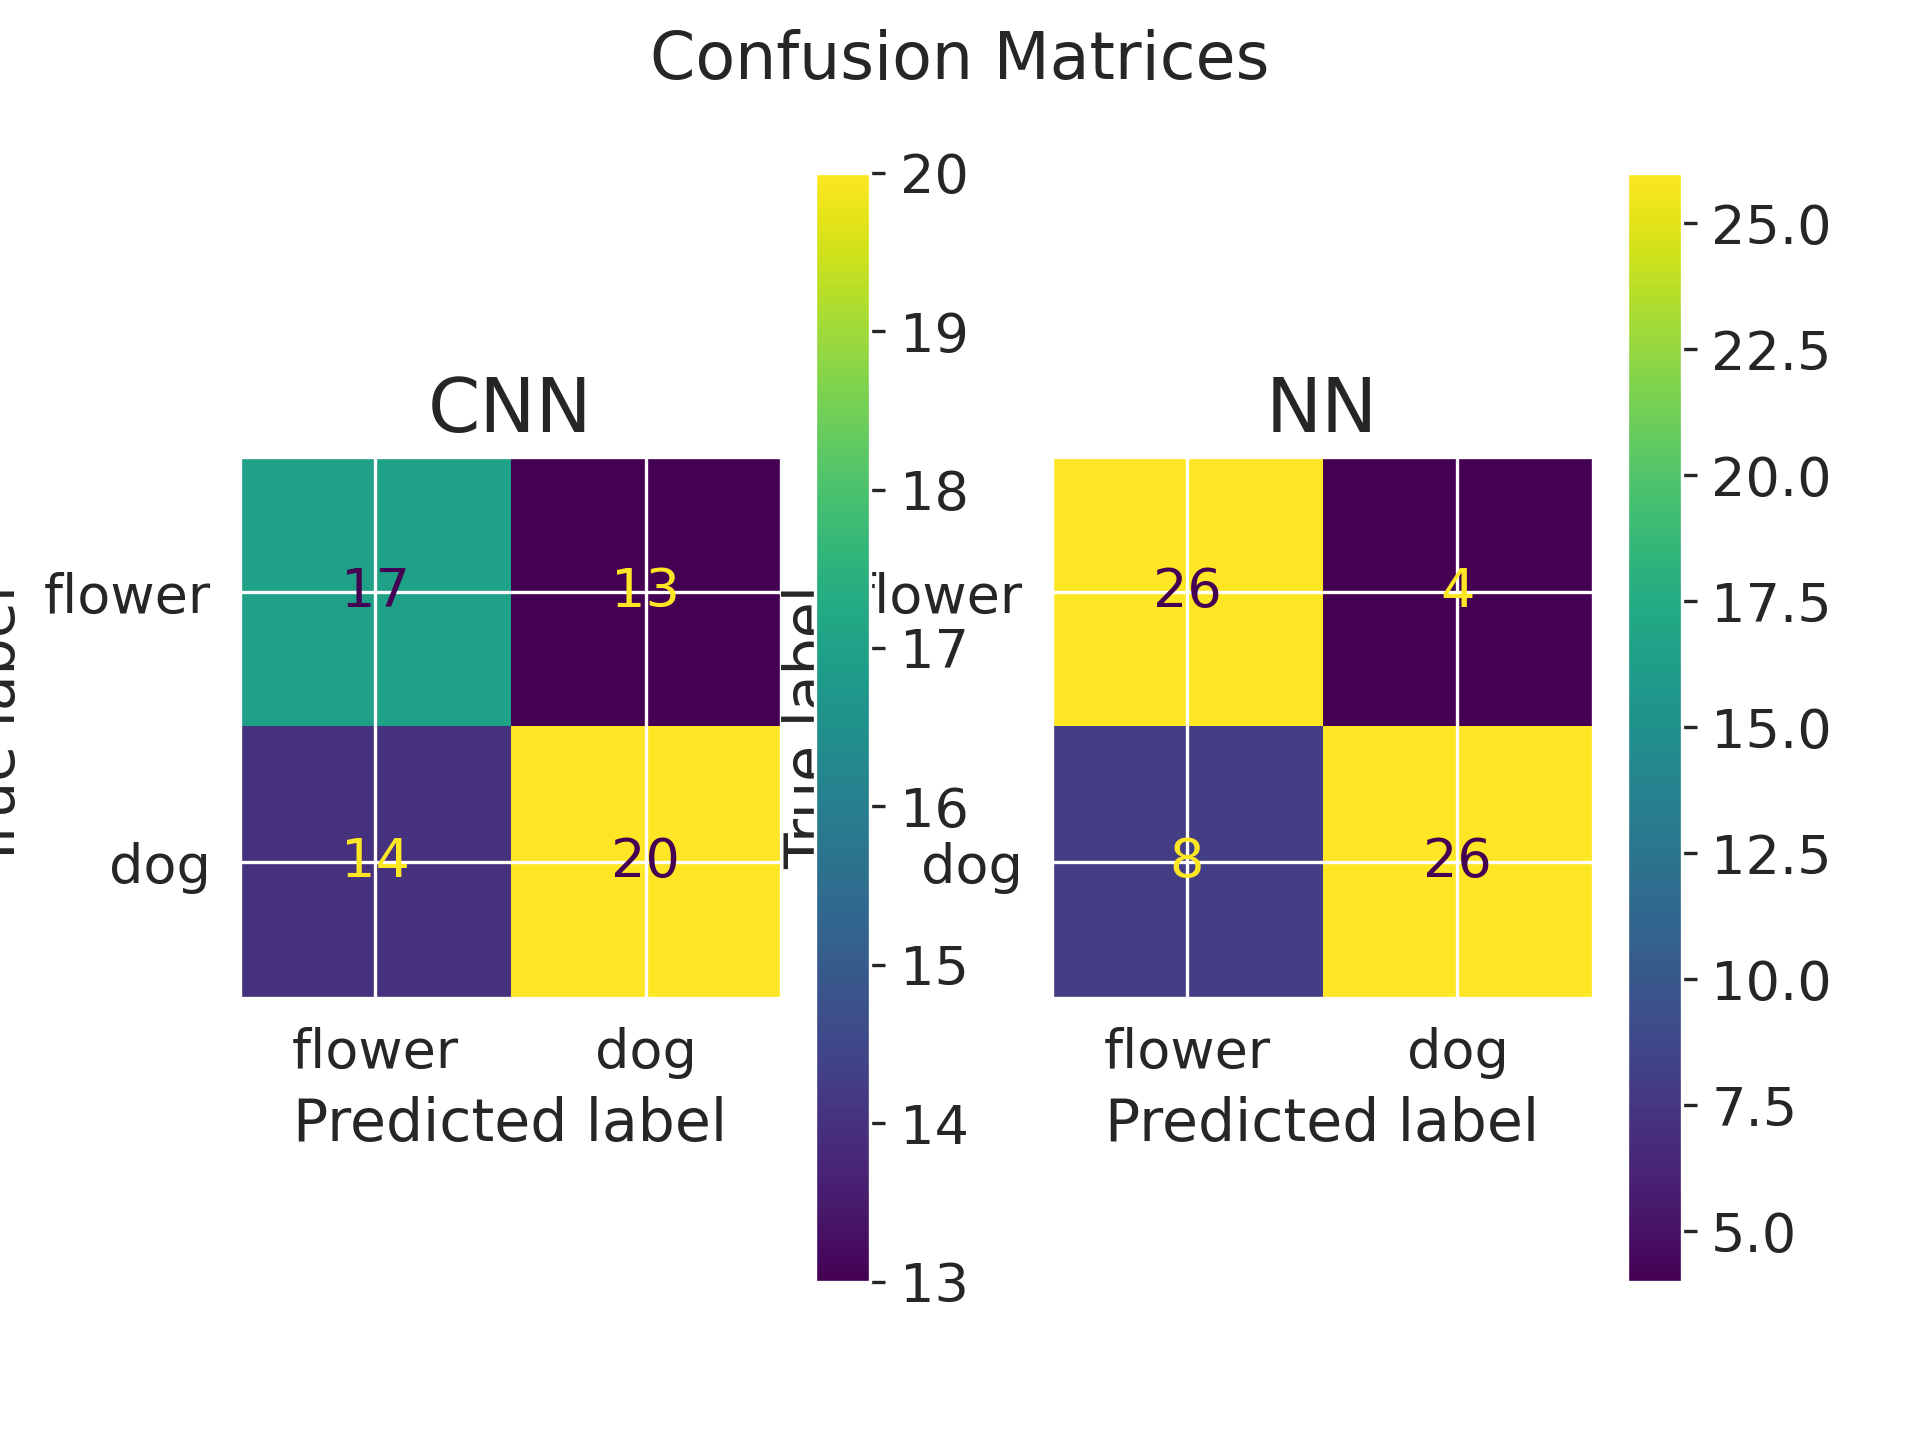 Confusion Matrices
CNN
True label
flower
dog
17 13
14 20
flower dog
Predicted label
20
19
18
17
16
15
14
13
NN
True label
flower
dog
26 4
8 26
flower dog
Predicted label
25.0
22.5
20.0
17.5
15.0
12.5
10.0
7.5
5.0